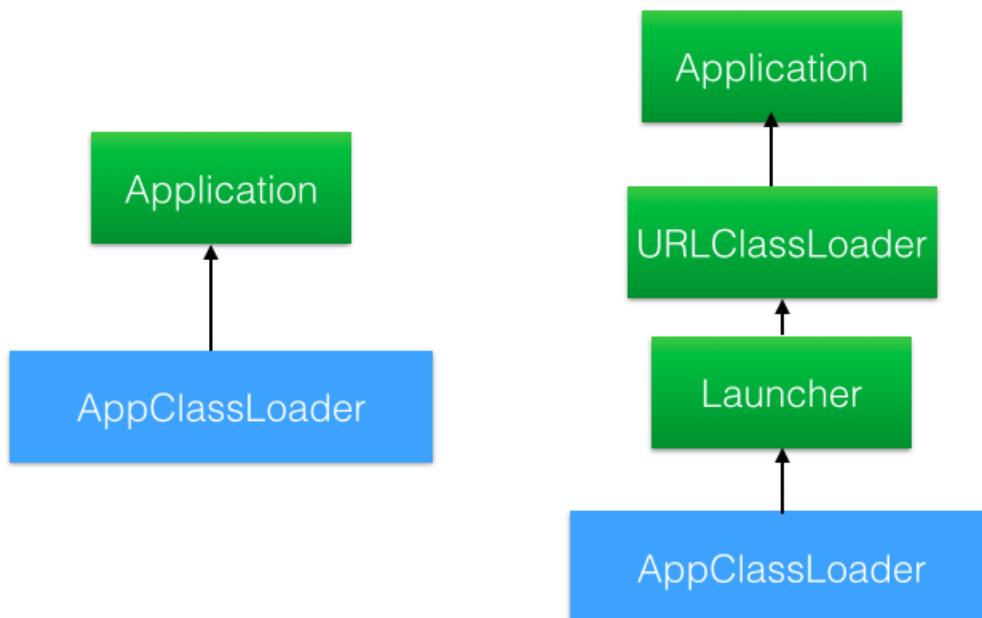 Application
AppClassLoader
Application
URLClassLoader
Launcher
AppClassLoader